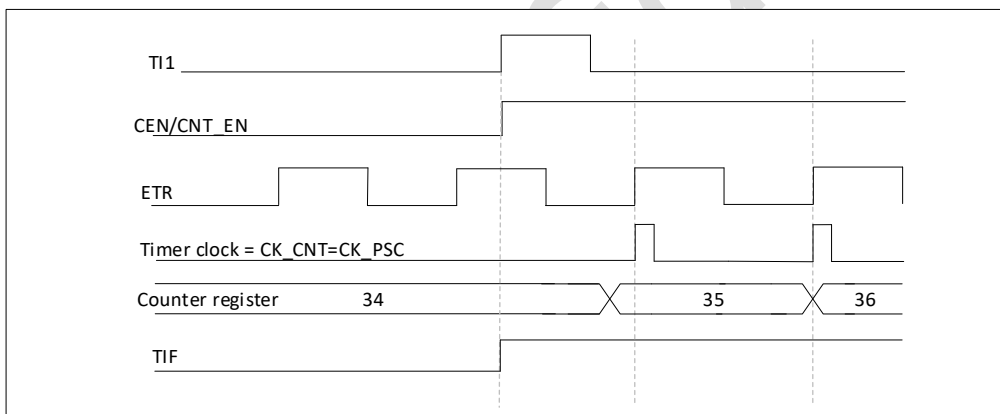 TI1
CEN/CNT_EN
ETR
Timer clock = CK_CNT=CK_PSC
Counter register 34 35 36
TIF